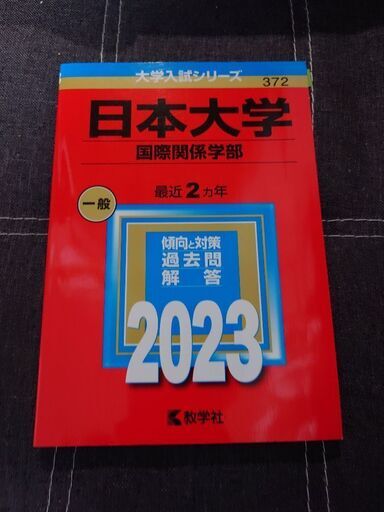 大学入試シリーズ
372
日本大学
国際関係学部
最近2ヵ年
一般
傾向と対策
過去問
解答
2023
教学社